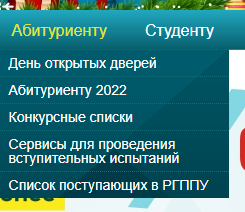 Абитуриенту Студенту
День открытых дверей
Абитуриенту 2022
Конкурсные списки
Сервисы для проведения
вступительных испытаний
Список поступающих в РГППУ